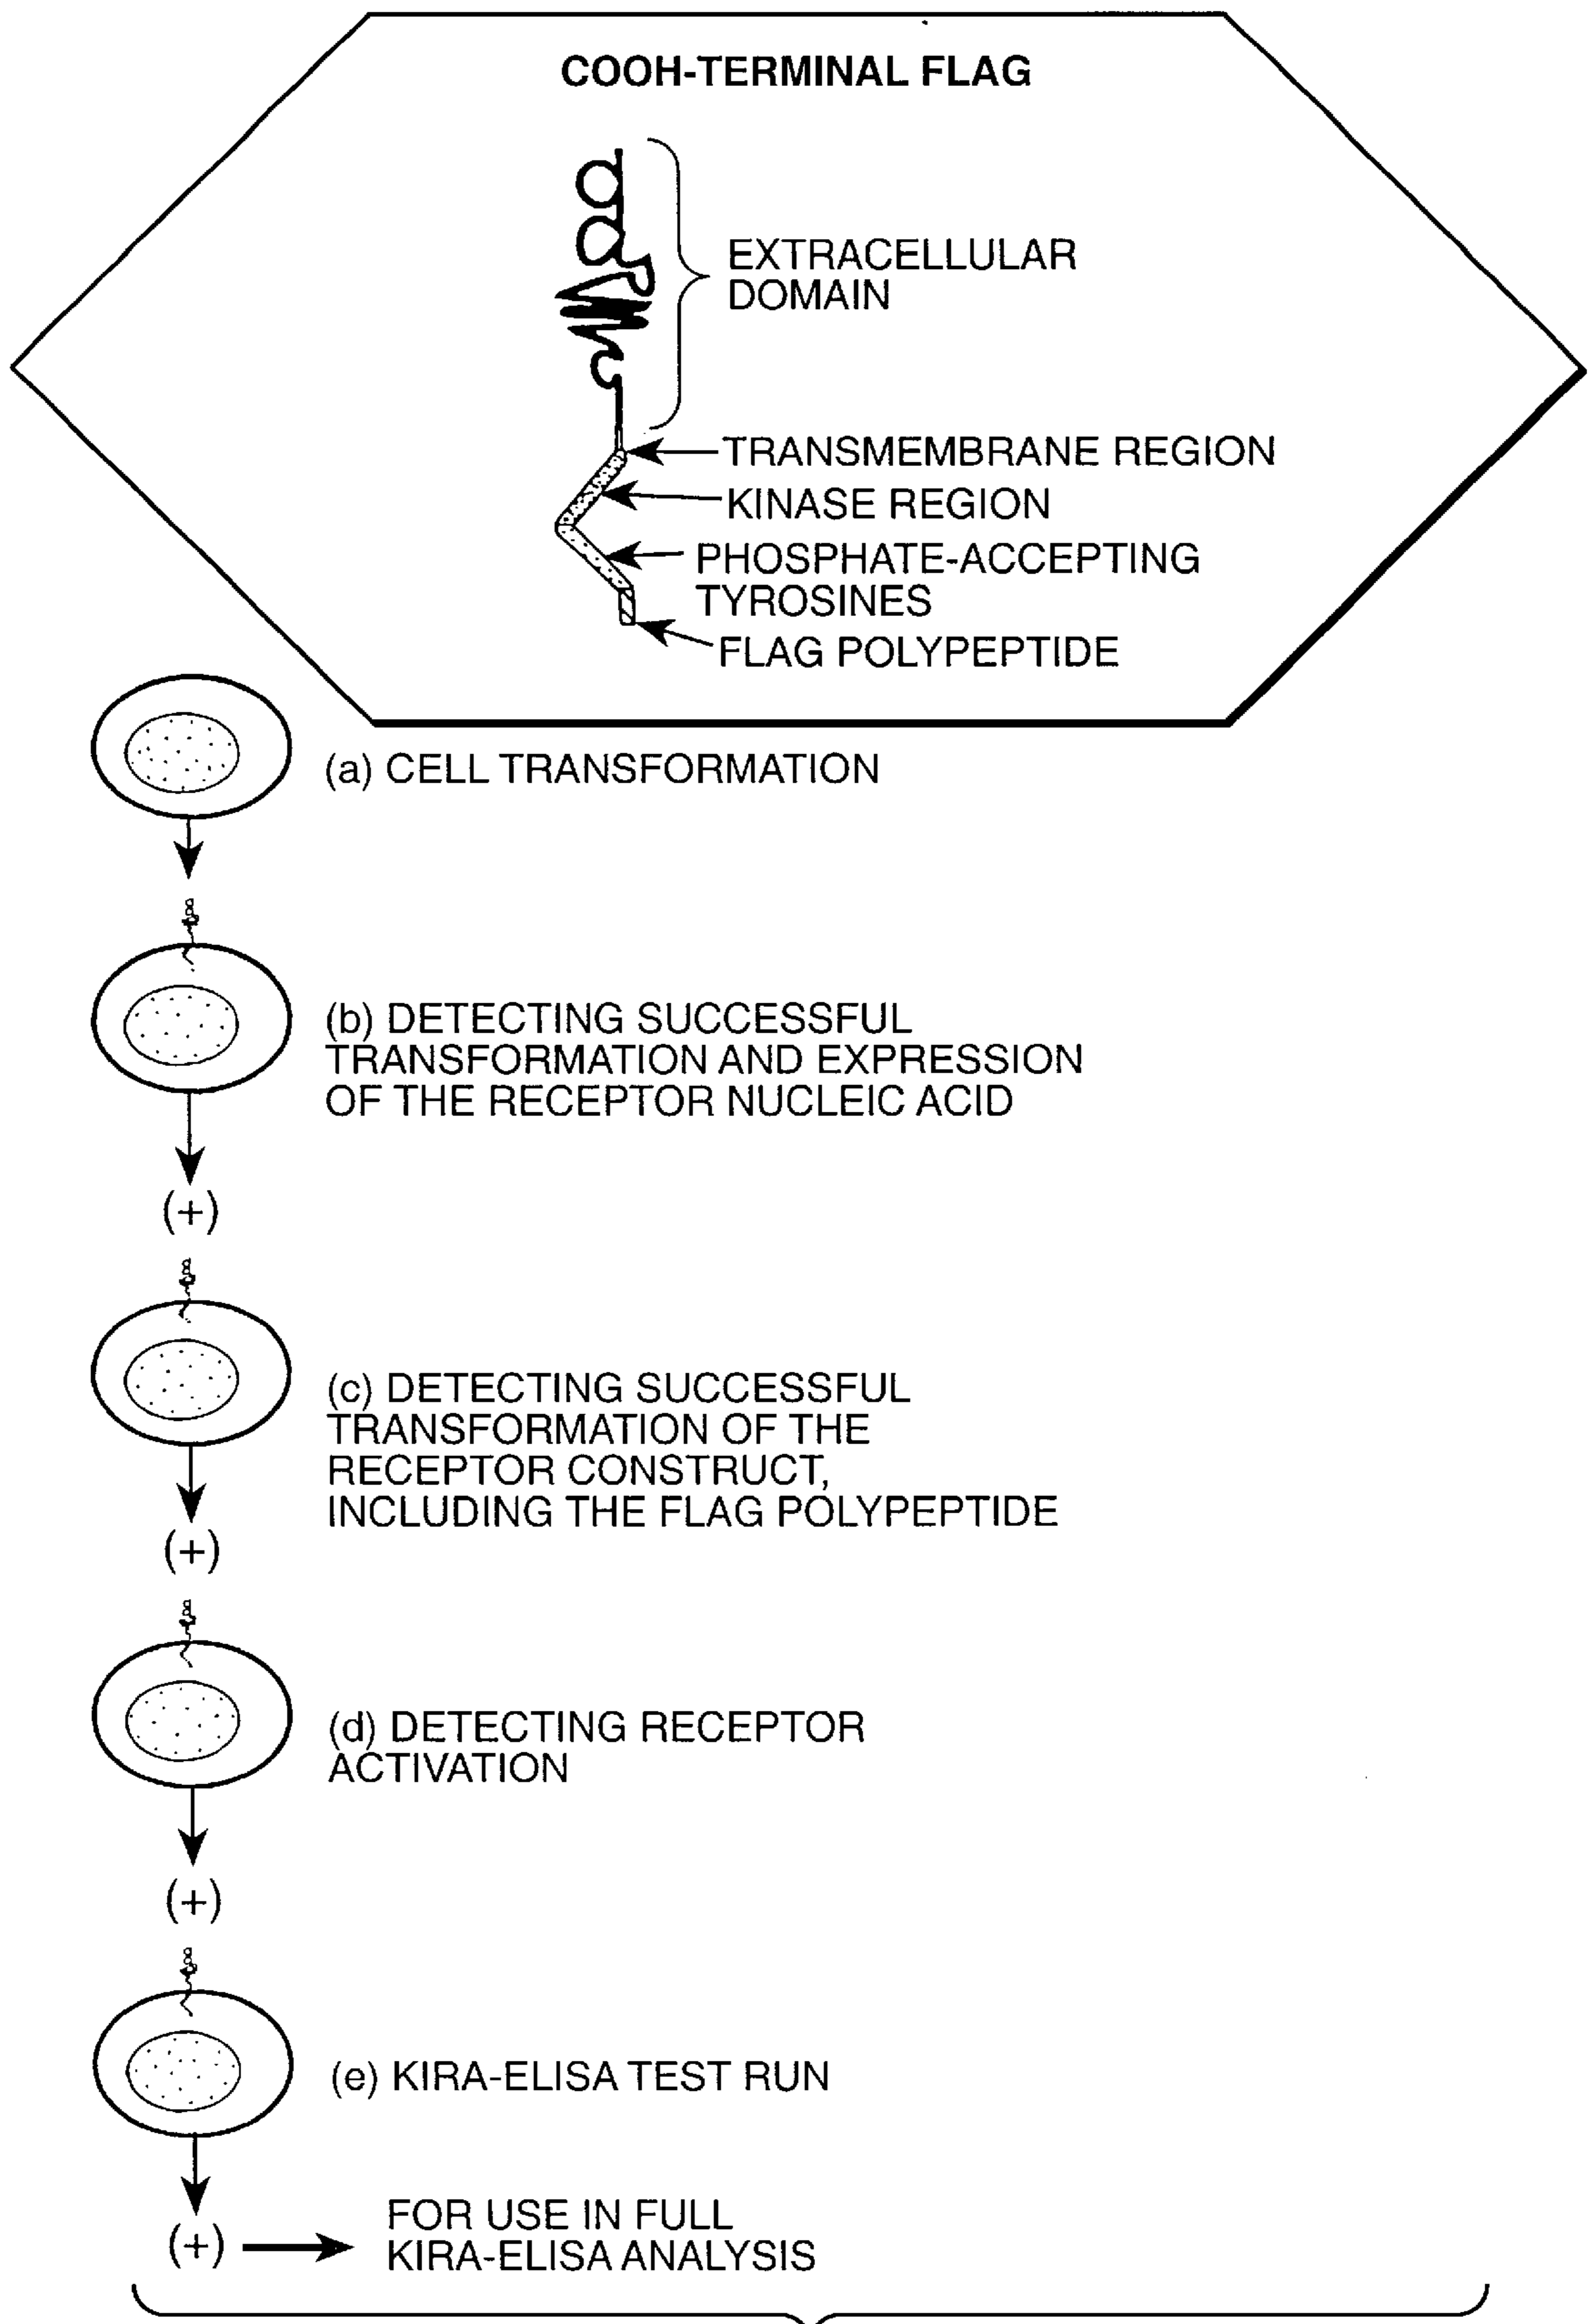 COOH-TERMINAL FLAG
EXTRACELLULAR
DOMAIN
TRANSMEMBRANE REGION
KINASE REGION
PHOSPHATE-ACCEPTING
TYROSINES
FLAG POLYPEPTIDE
(a) CELL TRANSFORMATION
(b) DETECTING SUCCESSFUL
TRANSFORMATION AND EXPRESSION
OF THE RECEPTOR NUCLEIC ACID
(+)
(c) DETECTING SUCCESSFUL
TRANSFORMATION OF THE
RECEPTOR CONSTRUCT,
INCLUDING THE FLAG POLYPEPTIDE
(+)
(d) DETECTING RECEPTOR
ACTIVATION
(+)
(e) KIRA-ELISA TEST RUN
(+)
FOR USE IN FULL
KIRA-ELISA ANALYSIS